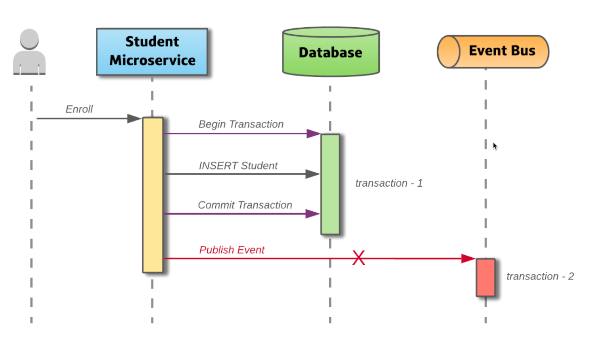 Student
Microservice
Database
Event Bus
Enroll
Begin Transaction
INSERT Student
transaction - 1
Commit Transaction
Publish Event
X
transaction - 2